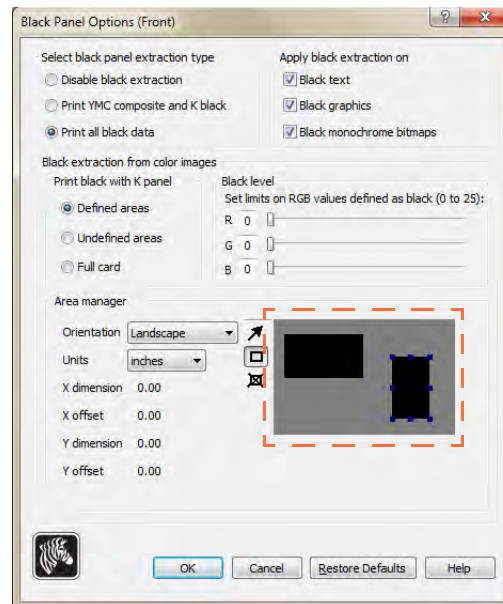 Black Panel Options (Front)
Select black panel extraction type
Disable black extraction
Print YMC composite and K black
Print all black data
Apply black extraction on
Black text
Black graphics
Black monochrome bitmaps
Black extraction from color images
Print black with K panel
Defined areas
Undefined areas
Full card
Black level
Set limits on RGB values defined as black (0 to 25):
R 0
G 0
B 0
Area manager
Orientation Landscape
Units inches
X dimension 0.00
X offset 0.00
Y dimension 0.00
Y offset 0.00
OK Cancel Restore Defaults Help